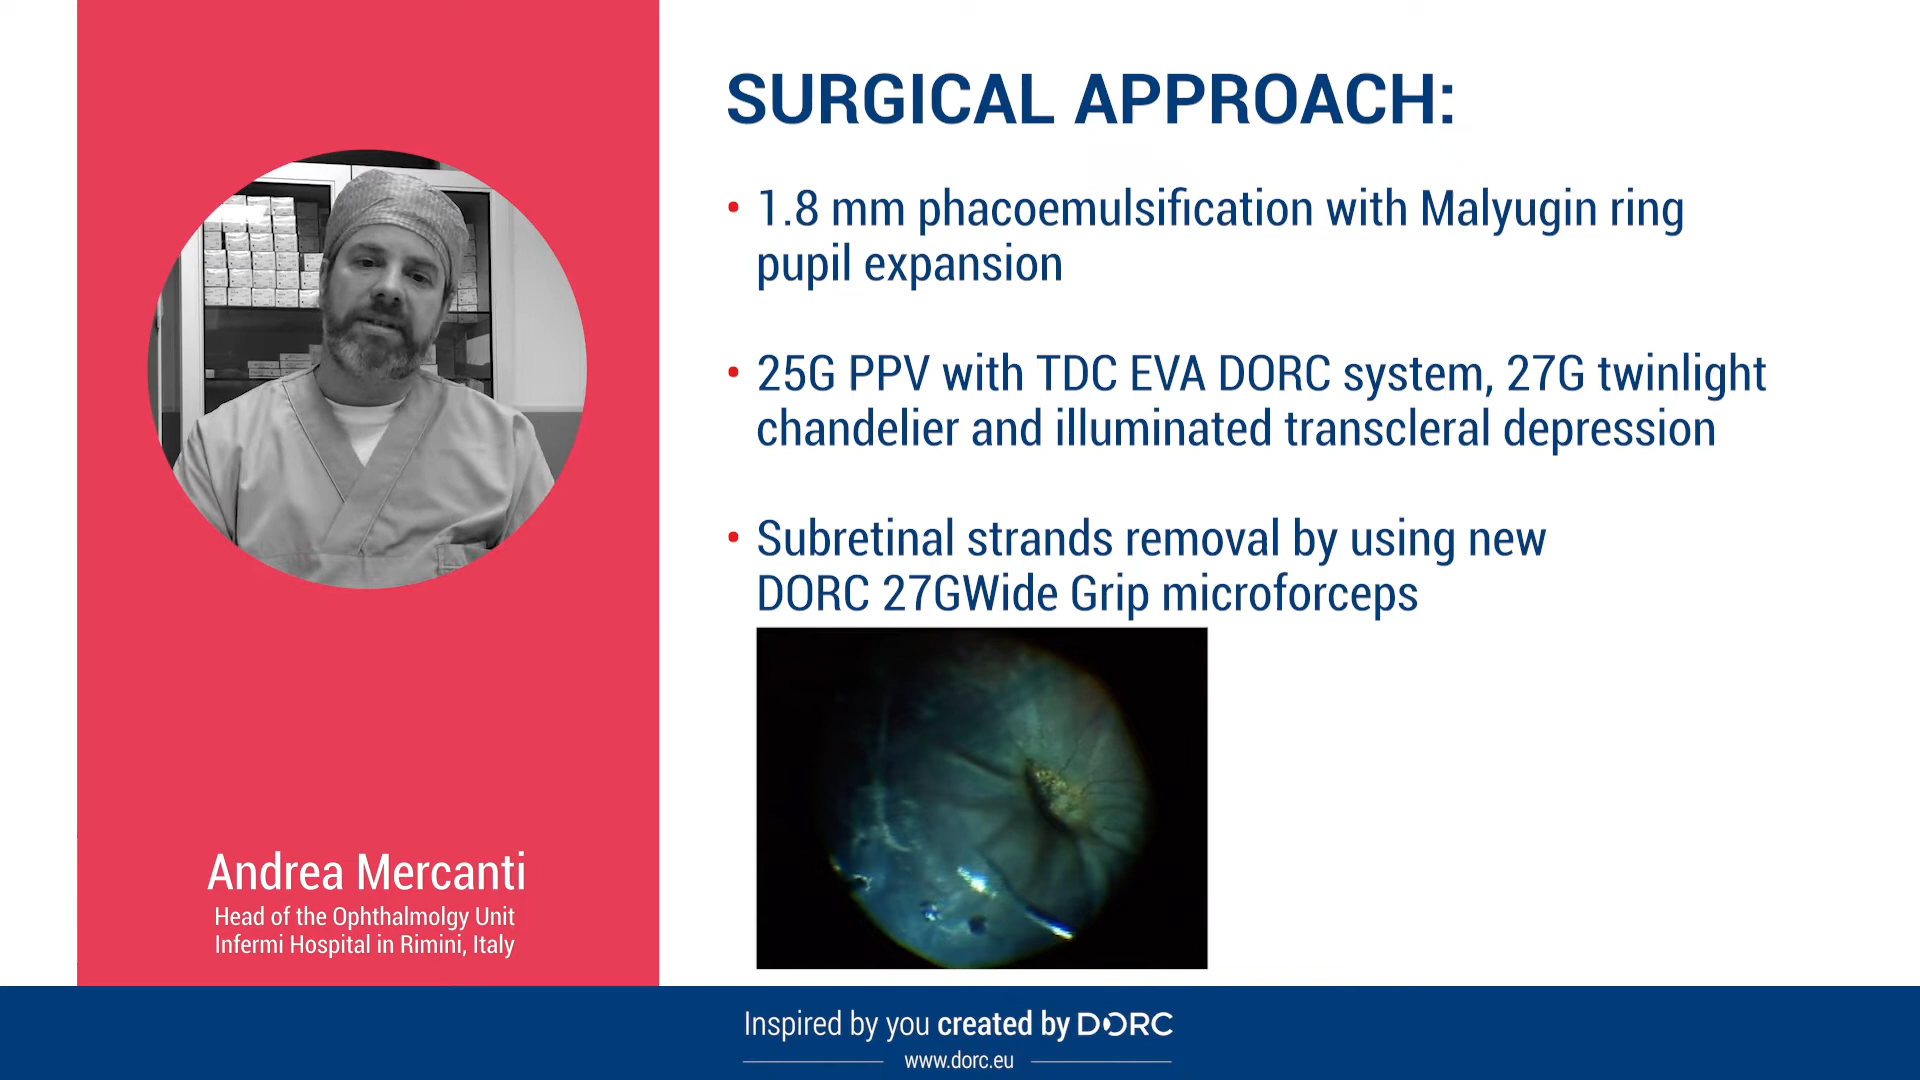 SURGICAL APPROACH:
• 1.8 mm phacoemulsification with Malyugin ring
pupil expansion
• 25G PPV with TDC EVA DORC system, 27G twinlight
chandelier and illuminated transcleral depression
• Subretinal strands removal by using new
DORC 27GWide Grip microforceps
Andrea Mercanti
Head of the Ophthalmolgy Unit
Infermi Hospital in Rimini, Italy
Inspired by you created by DORC
www.dorc.eu